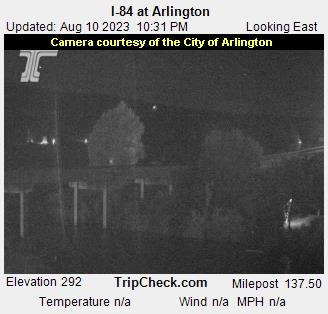 I-84 at Arlington
Updated: Aug 10 2023 10:31 PM Looking East
Camera courtesy of the City of Arlington
Elevation 292 TripCheck.com Milepost 137.50
Temperature n/a Wind n/a MPH n/a